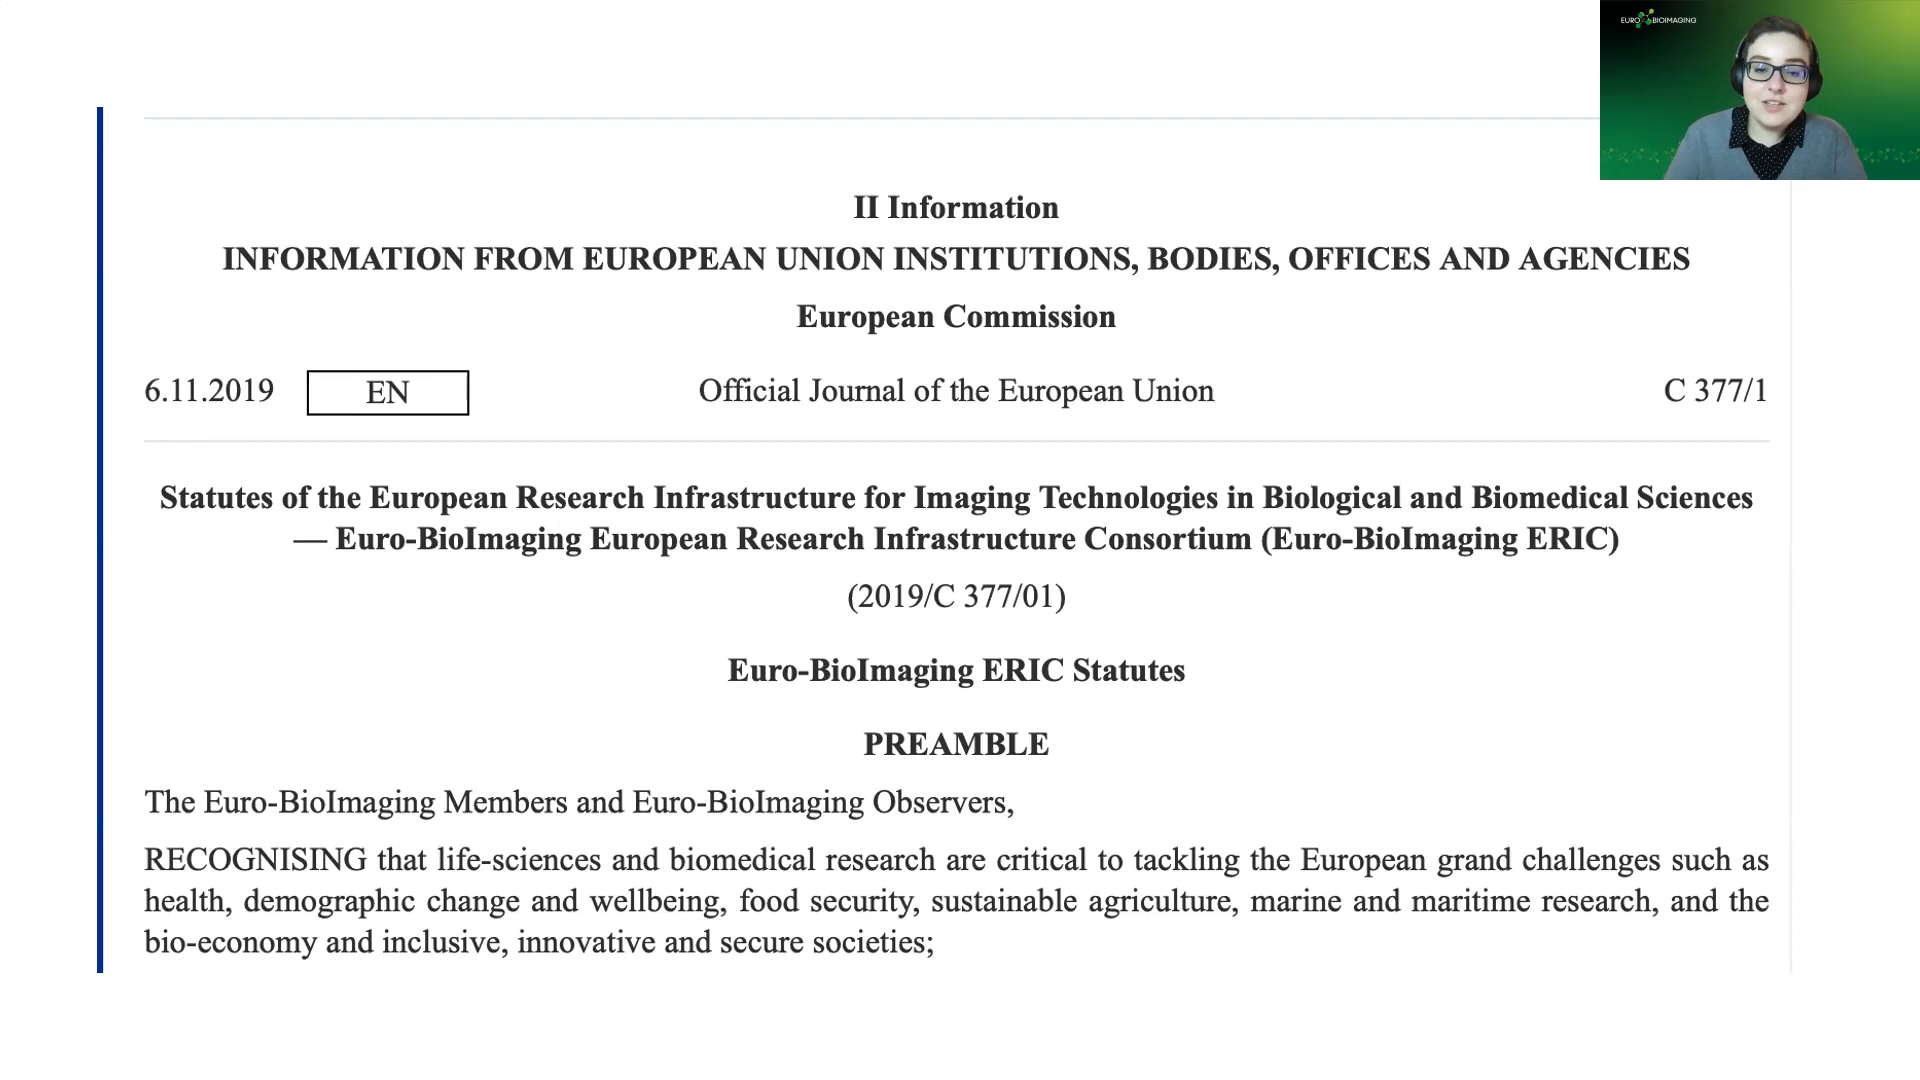 EURO BIOIMAGING
II Information
INFORMATION FROM EUROPEAN UNION INSTITUTIONS, BODIES, OFFICES AND AGENCIES
European Commission
6.11.2019 EN Official Journal of the European Union C 377/1
Statutes of the European Research Infrastructure for Imaging Technologies in Biological and Biomedical Sciences
— Euro-BioImaging European Research Infrastructure Consortium (Euro-BioImaging ERIC)
(2019/C 377/01)
Euro-BioImaging ERIC Statutes
PREAMBLE
The Euro-BioImaging Members and Euro-BioImaging Observers,
RECOGNISING that life-sciences and biomedical research are critical to tackling the European grand challenges such as
health, demographic change and wellbeing, food security, sustainable agriculture, marine and maritime research, and the
bio-economy and inclusive, innovative and secure societies;